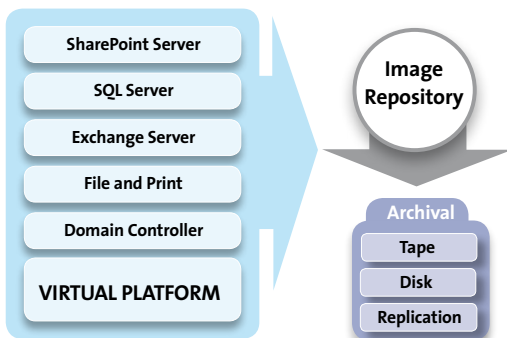 SharePoint Server
SQL Server
Exchange Server
File and Print
Domain Controller
VIRTUAL PLATFORM
Image
Repository
Archival
Tape
Disk
Replication